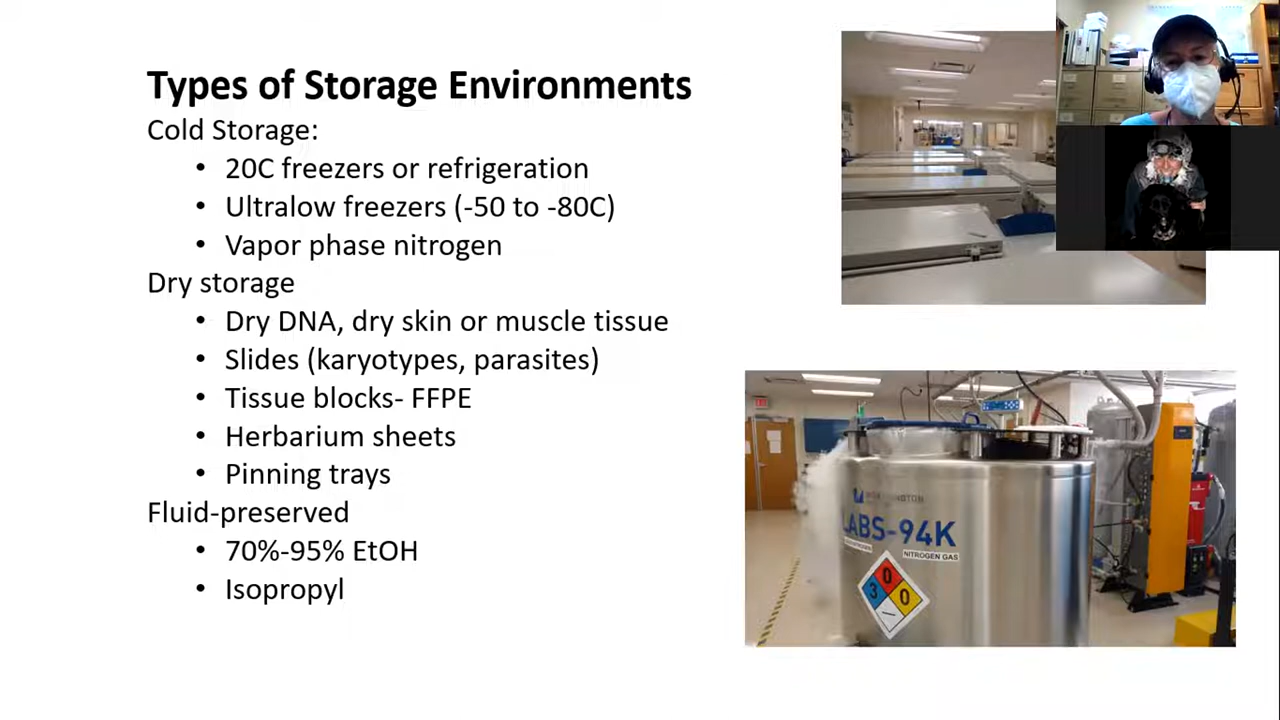 Types of Storage Environments
Cold Storage:
• 20C freezers or refrigeration
• Ultralow freezers (-50 to -80C)
• Vapor phase nitrogen
Dry storage
• Dry DNA, dry skin or muscle tissue
• Slides (karyotypes, parasites)
• Tissue blocks- FFPE
• Herbarium sheets
• Pinning trays
Fluid-preserved
• 70%-95% EtOH
• Isopropyl
LABS-94K
NITROGEN GAS
0
3
0